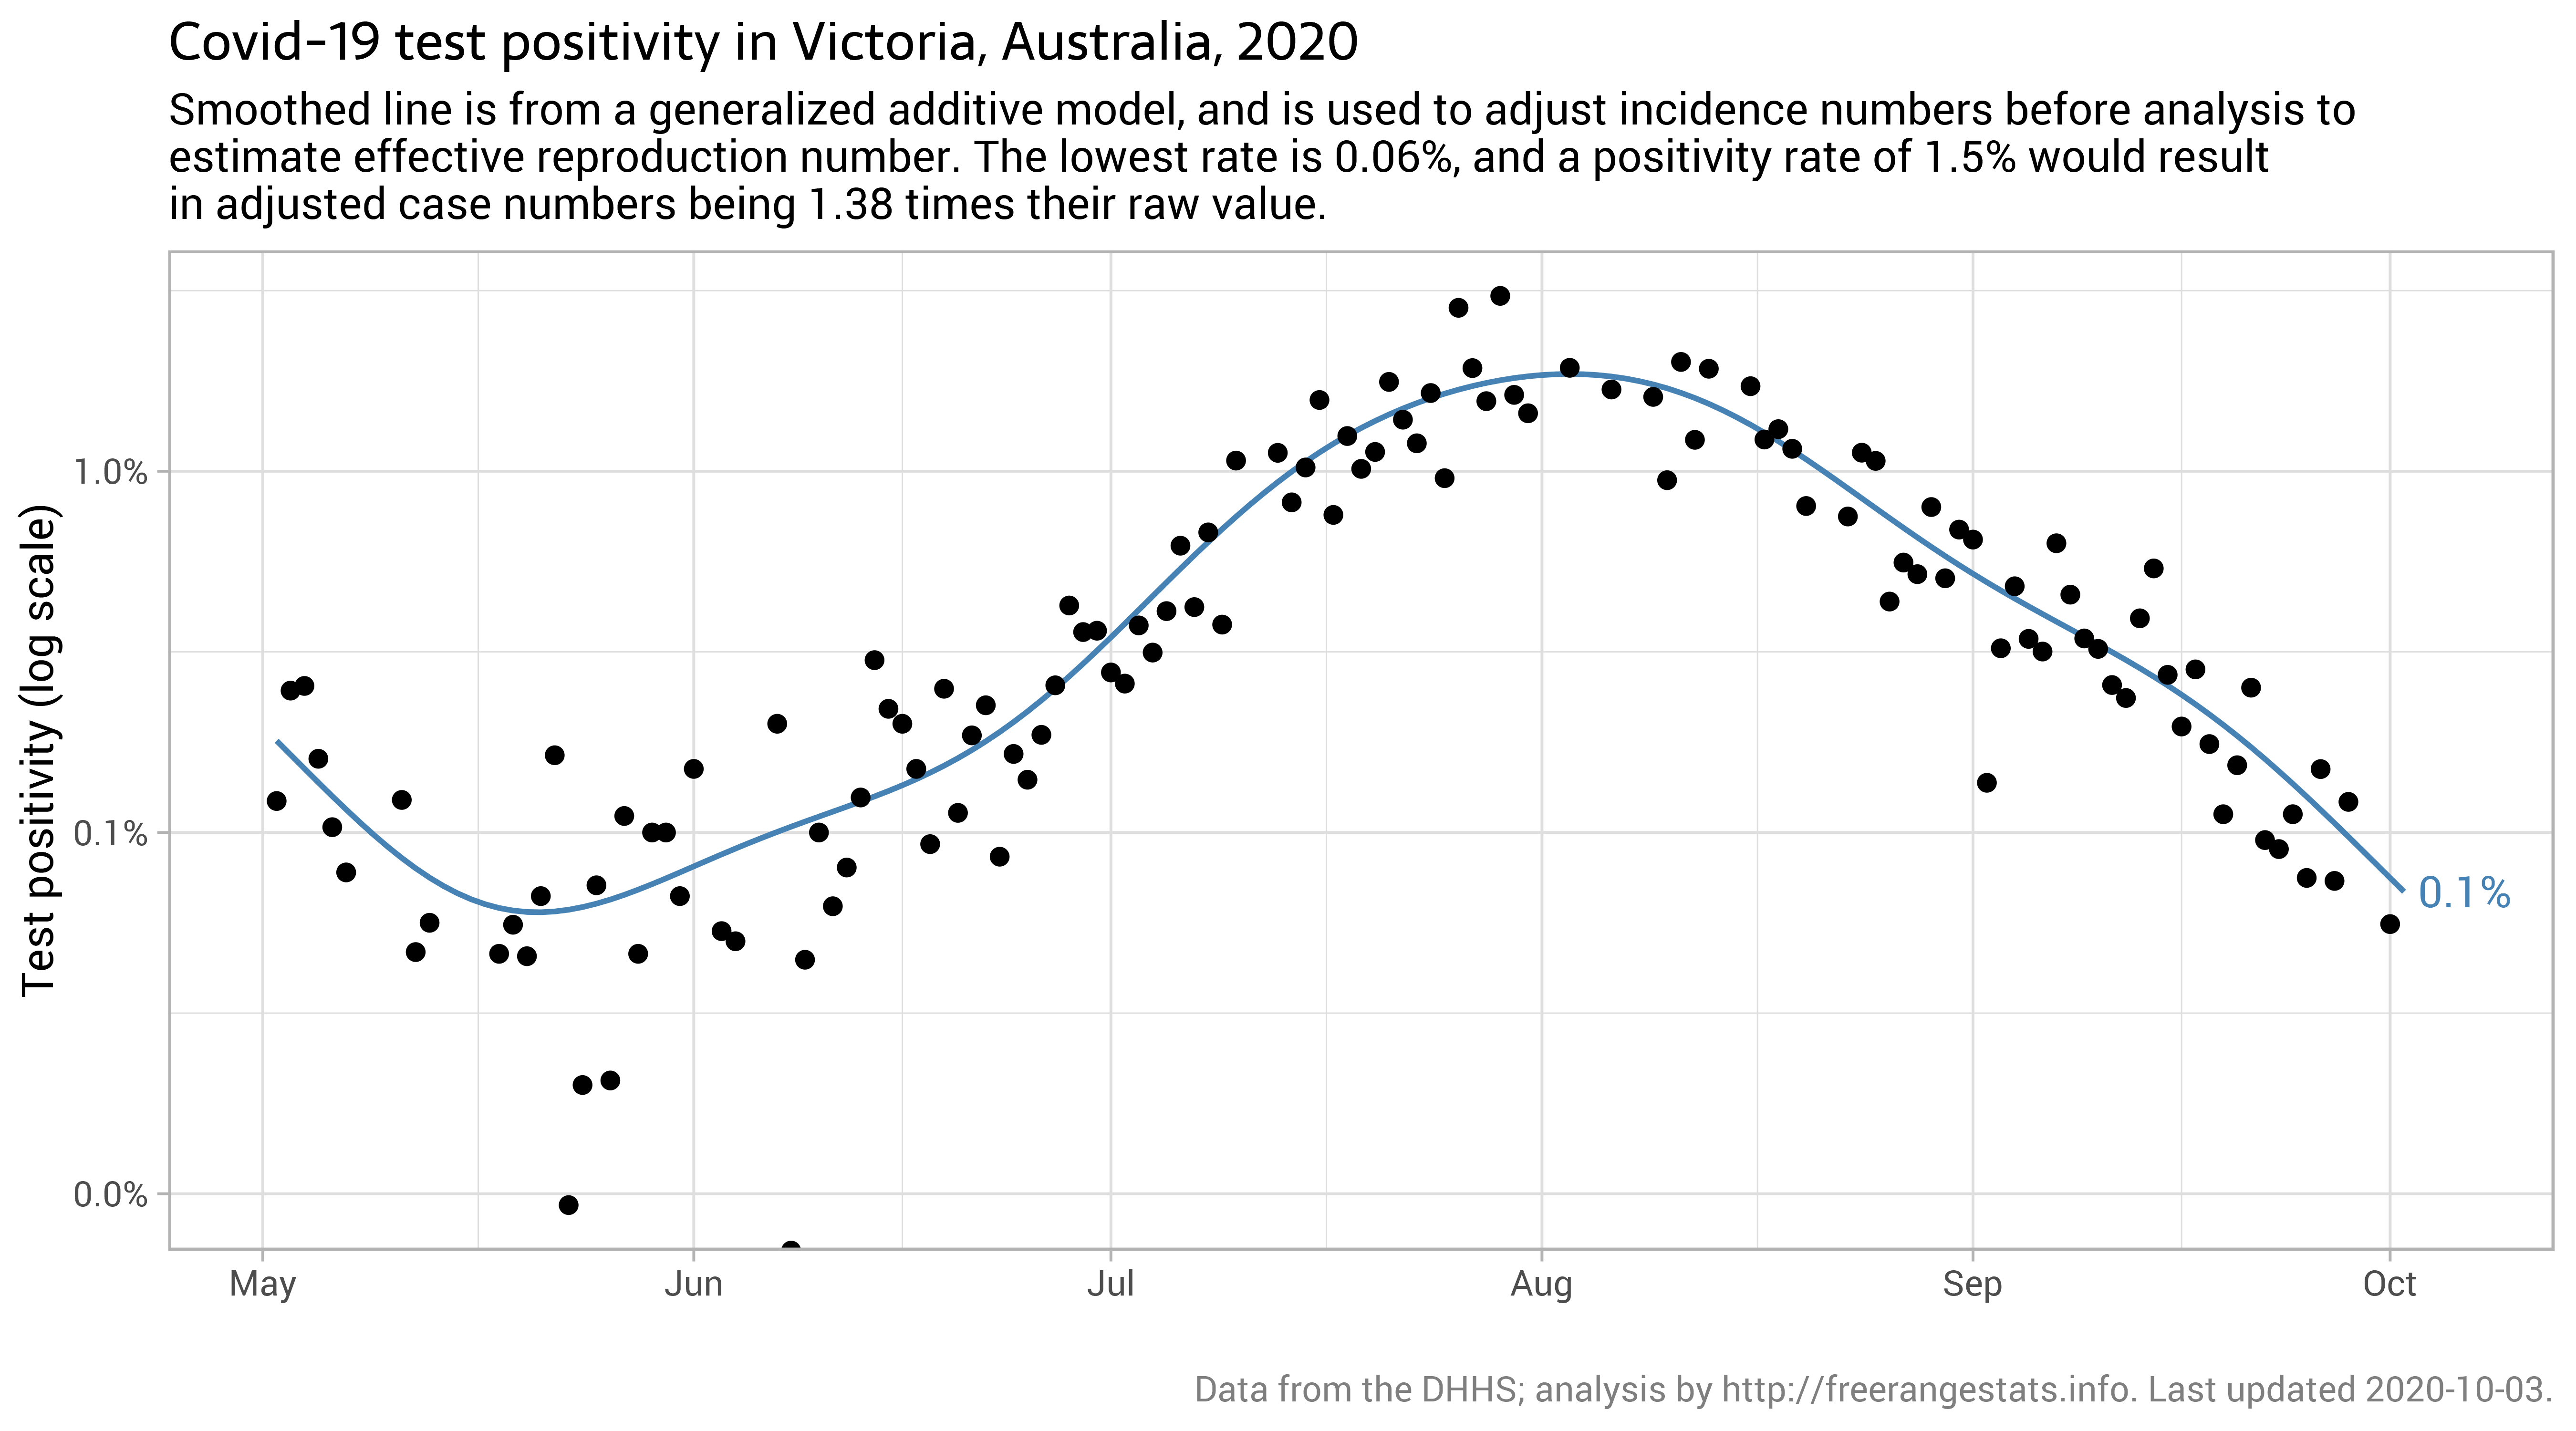 Covid-19 test positivity in Victoria, Australia, 2020
Smoothed line is from a generalized additive model, and is used to adjust incidence numbers before analysis to
estimate effective reproduction number. The lowest rate is 0.06%, and a positivity rate of 1.5% would result
in adjusted case numbers being 1.38 times their raw value.
Test positivity (log scale)
1.0%
0.1%
0.0%
0.1%
May Jun Jul Aug Sep Oct
Data from the DHHS; analysis by http://freerangestats.info. Last updated 2020-10-03.